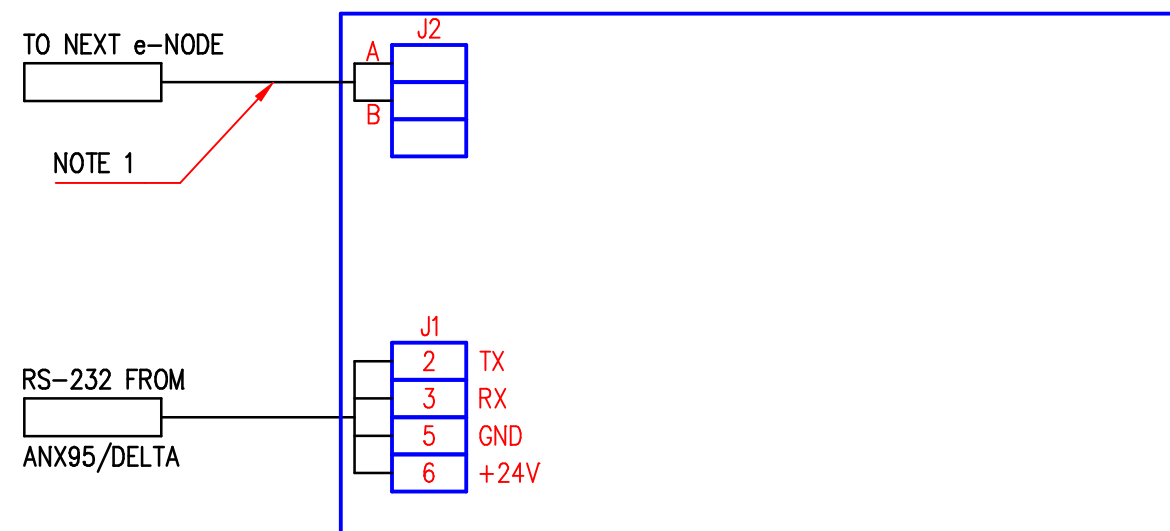 TO NEXT e-NODE
J2
A
B
NOTE 1
J1
2 TX
RS-232 FROM
3 RX
5 GND
ANX95/DELTA
6 +24V